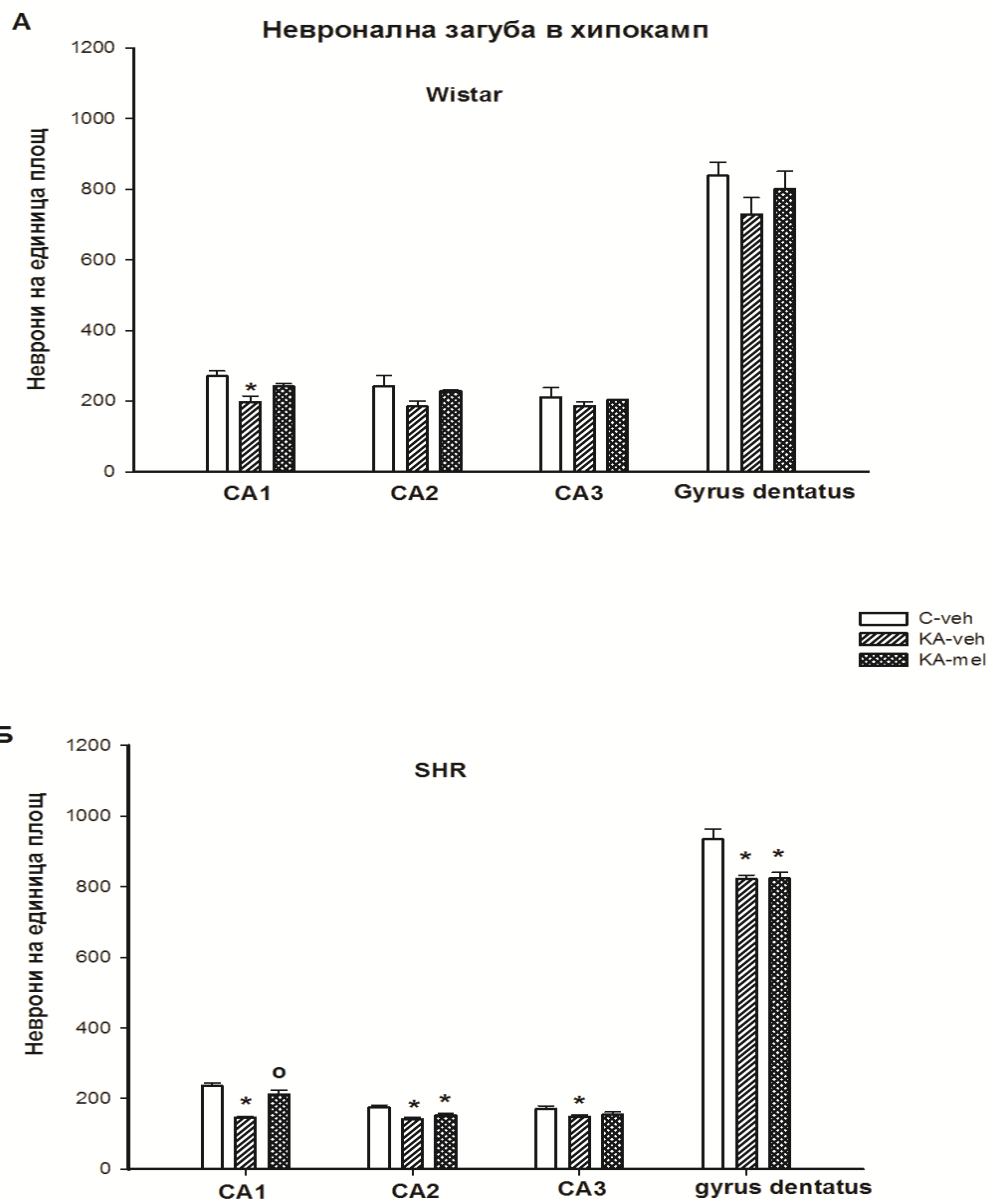 А
Невронална загуба в хипокамп
1200
Wistar
1000
800
600
400
200
0
Неврони на единица площ
*
CA1
CA2
CA3
Gyrus dentatus
C-veh
KA-veh
KA-mel
Б
1200
SHR
1000
800
600
400
200
0
Неврони на единица площ
* *
o
* * * *
CA1
CA2
CA3
gyrus dentatus